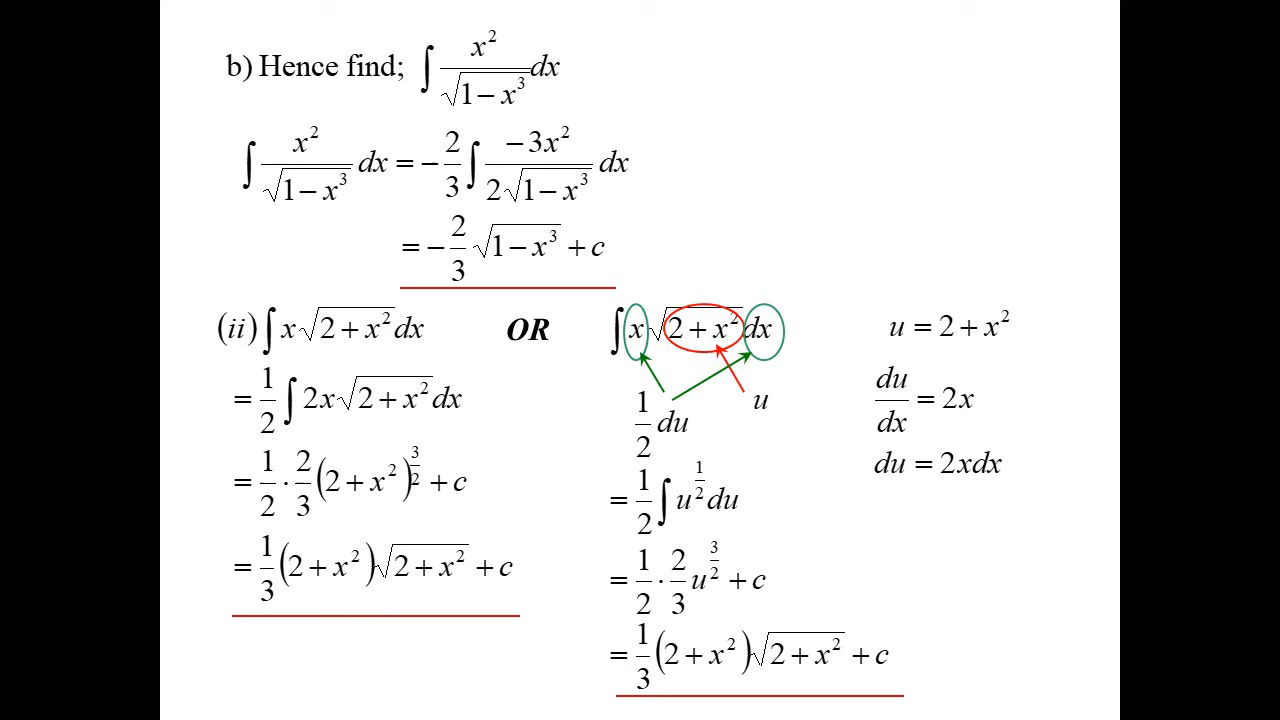 b) Hence find; ∫ x²/√(1 − x³) dx
∫ x²/√(1 − x³) dx = −2/3 ∫ −3x²/(2√(1 − x³)) dx
= −2/3 √(1 − x³) + c
(ii) ∫ x√(2 + x²) dx
= 1/2 ∫ 2x√(2 + x²) dx
= 1/2 · 2/3 (2 + x²)^(3/2) + c
= 1/3 (2 + x²)√(2 + x²) + c
OR
∫ x√(2 + x²) dx
1/2 du
u
= 1/2 ∫ u^(1/2) du
= 1/2 · 2/3 u^(3/2) + c
= 1/3 (2 + x²)√(2 + x²) + c
u = 2 + x²
du/dx = 2x
du = 2xdx